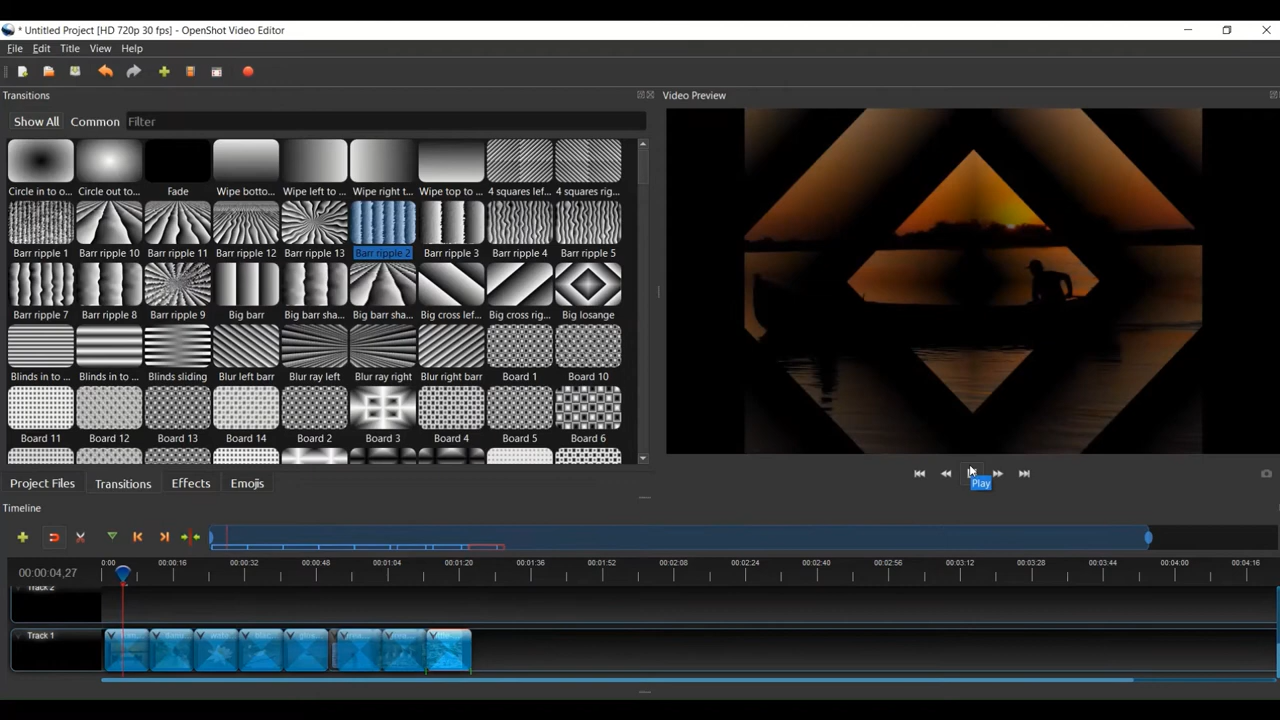 * Untitled Project [HD 720p 30 fps] - OpenShot Video Editor
File Edit Title View Help
Transitions
Video Preview
Show All Common Filter
Circle in to o... Circle out to... Fade Wipe botto... Wipe left to ... Wipe right t... Wipe top to ... 4 squares lef... 4 squares rig...
Barr ripple 1 Barr ripple 10 Barr ripple 11 Barr ripple 12 Barr ripple 13 Barr ripple 2 Barr ripple 3 Barr ripple 4 Barr ripple 5
Barr ripple 7 Barr ripple 8 Barr ripple 9 Big barr Big barr sha... Big barr sha... Big cross lef... Big cross rig... Big losange
Blinds in to ... Blinds in to ... Blinds sliding Blur left barr Blur ray left Blur ray right Blur right barr Board 1 Board 10
Board 11 Board 12 Board 13 Board 14 Board 2 Board 3 Board 4 Board 5 Board 6
Play
Project Files Transitions Effects Emojis
Timeline
00:00:04,27
0:00 00:00:16 00:00:32 00:00:48 00:01:04 00:01:20 00:01:36 00:01:52 00:02:08 00:02:24 00:02:40 00:02:56 00:03:12 00:03:28 00:03:44 00:04:00 00:04:16
Track 2
Track 1